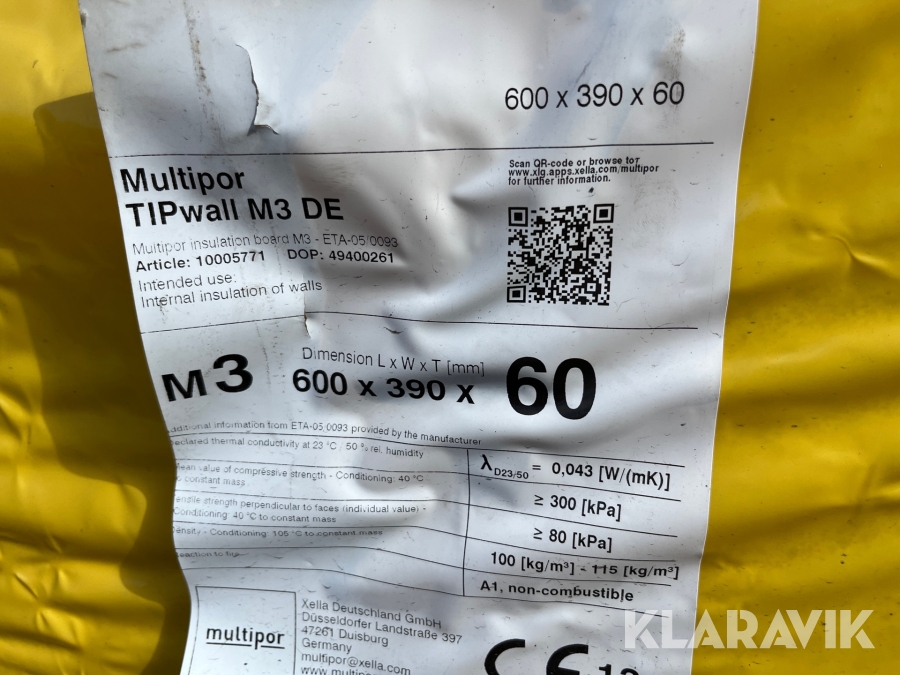 600 x 390 x 60
Multipor
TIPwall M3 DE
Scan QR-code or browse to:
www.xlg.apps.xella.com/multipor
for further information.
Multipor insulation board M3 - ETA-05/0093
Article: 10005771 DOP: 49400261
Intended use:
Internal insulation of walls
M3
Dimension L x W x T [mm]
600 x 390 x 60
Additional information from ETA-05/0093 provided by the manufacturer
Declared thermal conductivity at 23 °C / 50 % rel. humidity
λD23/50 = 0,043 [W/(mK)]
Mean value of compressive strength - Conditioning: 40 °C
to constant mass
≥ 300 [kPa]
Tensile strength perpendicular to faces (individual value) -
Conditioning: 40 °C to constant mass
≥ 80 [kPa]
Density - Conditioning: 105 °C to constant mass
100 [kg/m³] - 115 [kg/m³]
Reaction to fire
A1, non-combustible
multipor
Xella Deutschland GmbH
Düsseldorfer Landstraße 397
47261 Duisburg
Germany
multipor@xella.com
CE
KLARAVIK